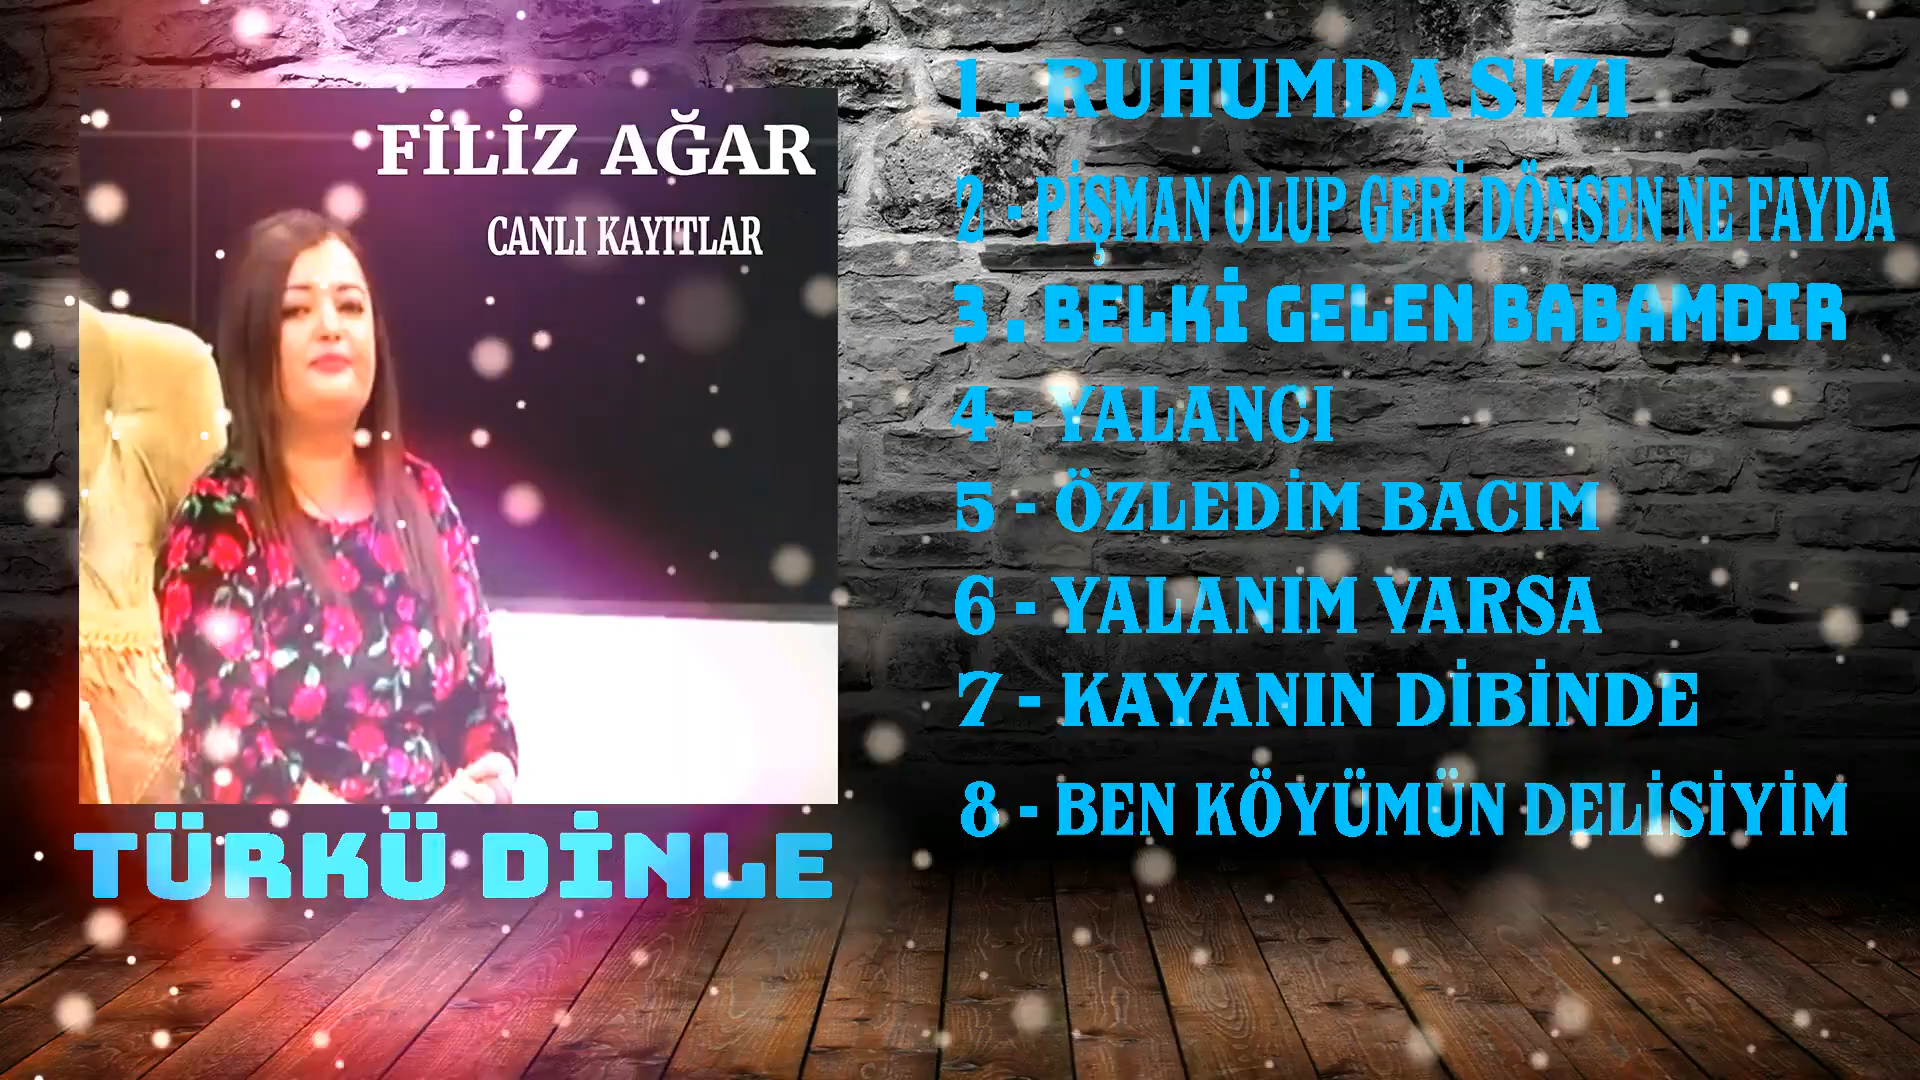 FİLİZ AĞAR
CANLI KAYITLAR
TÜRKÜ DİNLE
1 . RUHUMDA SIZI
2 - PİŞMAN OLUP GERİ DÖNSEN NE FAYDA
3 . BELKİ GELEN BABAMDIR
4 - YALANCI
5 - ÖZLEDİM BACIM
6 - YALANIM VARSA
7 - KAYANIN DİBİNDE
8 - BEN KÖYÜMÜN DELİSİYİM